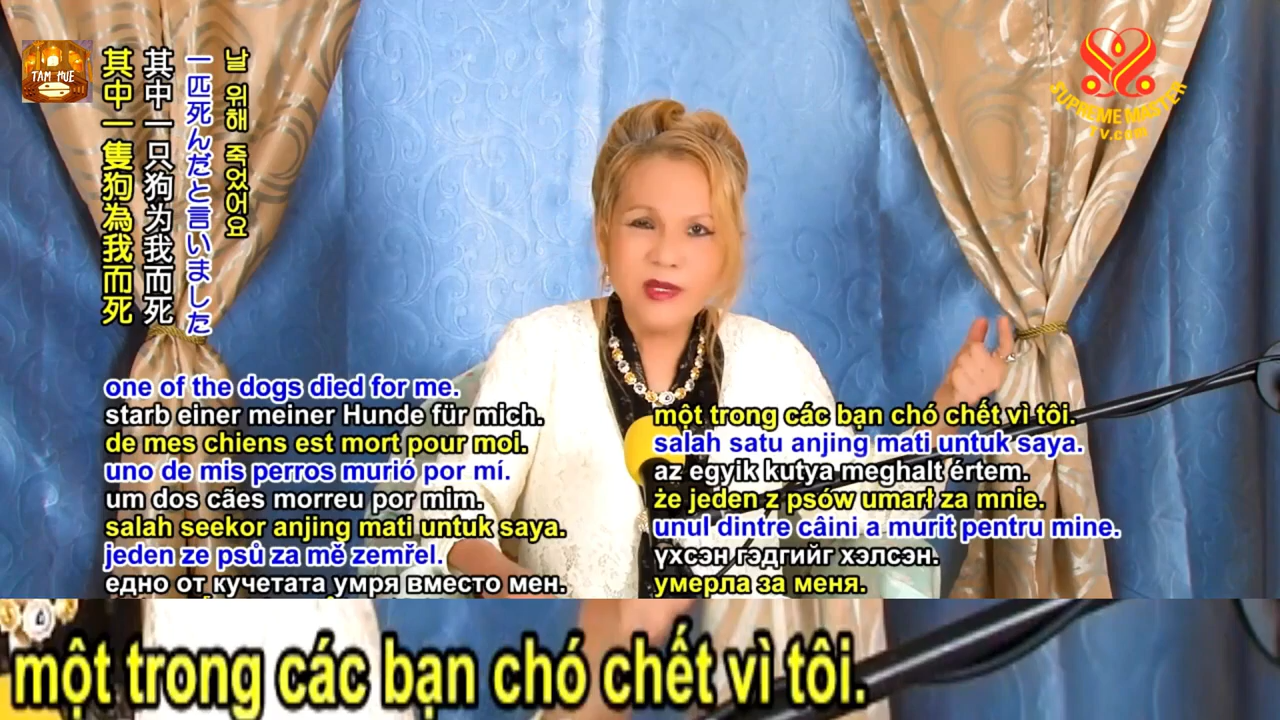 TAM HUE
SUPREME MASTER
TV.com
날 위해 죽었어요
一匹死んだと言いました
其中一只狗为我而死
其中一隻狗為我而死
one of the dogs died for me.
starb einer meiner Hunde für mich.
de mes chiens est mort pour moi.
uno de mis perros murió por mí.
um dos cães morreu por mim.
salah seekor anjing mati untuk saya.
jeden ze psů za mě zemřel.
едно от кучетата умря вместо мен.
một trong các bạn chó chết vì tôi.
salah satu anjing mati untuk saya.
az egyik kutya meghalt értem.
że jeden z psów umarł za mnie.
unul dintre câini a murit pentru mine.
үхсэн гэдгийг хэлсэн.
умерла за меня.
một trong các bạn chó chết vì tôi.